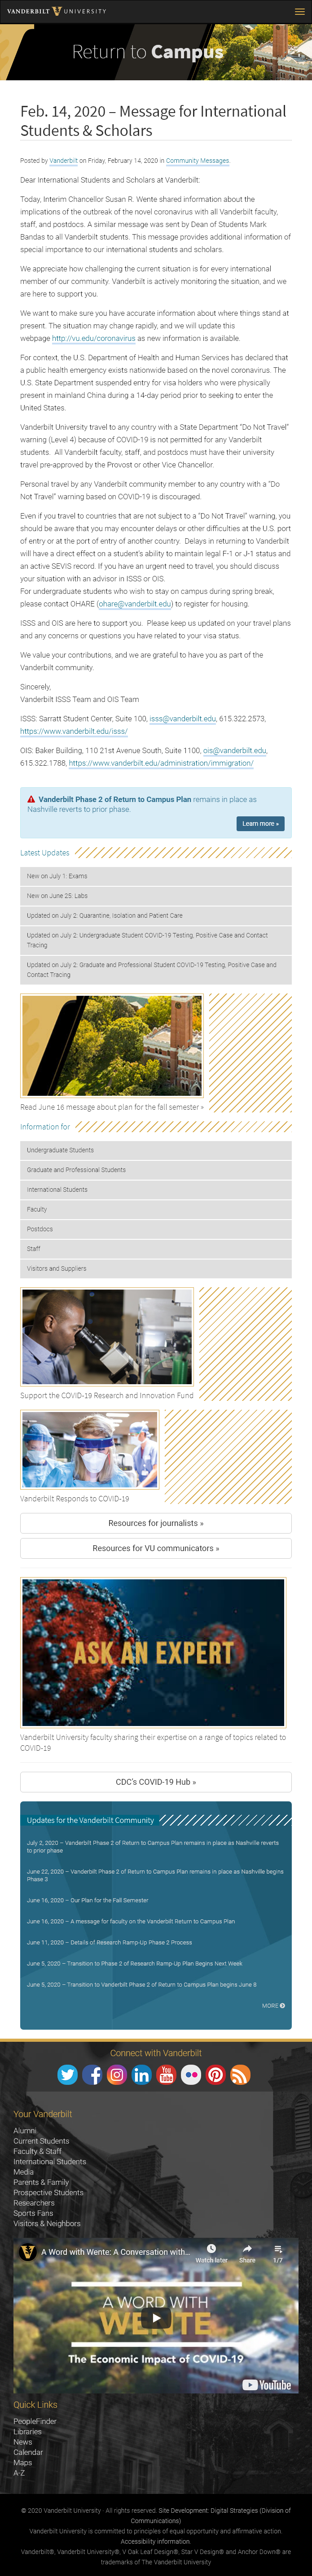 VANDERBILT V UNIVERSITY
Return to Campus
Feb. 14, 2020 – Message for International
Students & Scholars
Posted by Vanderbilt on Friday, February 14, 2020 in Community Messages.
Dear International Students and Scholars at Vanderbilt:
Today, Interim Chancellor Susan R. Wente shared information about the
implications of the outbreak of the novel coronavirus with all Vanderbilt faculty,
staff, and postdocs. A similar message was sent by Dean of Students Mark
Bandas to all Vanderbilt students. This message provides additional information of
special importance to our international students and scholars.
We appreciate how challenging the current situation is for every international
member of our community. Vanderbilt is actively monitoring the situation, and we
are here to support you.
We want to make sure you have accurate information about where things stand at
present. The situation may change rapidly, and we will update this
webpage http://vu.edu/coronavirus as new information is available.
For context, the U.S. Department of Health and Human Services has declared that
a public health emergency exists nationwide based on the novel coronavirus. The
U.S. State Department suspended entry for visa holders who were physically
present in mainland China during a 14-day period prior to seeking to enter the
United States.
Vanderbilt University travel to any country with a State Department “Do Not Travel”
warning (Level 4) because of COVID-19 is not permitted for any Vanderbilt
students.  All Vanderbilt faculty, staff, and postdocs must have their university
travel pre-approved by the Provost or other Vice Chancellor.
Personal travel by any Vanderbilt community member to any country with a “Do
Not Travel” warning based on COVID-19 is discouraged.
Even if you travel to countries that are not subject to a “Do Not Travel” warning, you
should be aware that you may encounter delays or other difficulties at the U.S. port
of entry or at the port of entry of another country.  Delays in returning to Vanderbilt
will have a direct effect on a student’s ability to maintain legal F-1 or J-1 status and
an active SEVIS record. If you have an urgent need to travel, you should please
discuss your situation with an advisor in ISSS or OIS.
For undergraduate students who wish to stay on campus during spring break,
please contact OHARE (ohare@vanderbilt.edu) to register for housing.
ISSS and OIS are here to support you.  Please keep us updated on your travel plans
and any concerns or questions you have related to your visa status.
We value your contributions, and we are grateful to have you as part of the
Vanderbilt community.
Sincerely,
Vanderbilt ISSS Team and OIS Team
ISSS: Sarratt Student Center, Suite 100, isss@vanderbilt.edu, 615.322.2573,
https://www.vanderbilt.edu/isss/
OIS: Baker Building, 110 21st Avenue South, Suite 1100, ois@vanderbilt.edu,
615.322.1788, https://www.vanderbilt.edu/administration/immigration/
Vanderbilt Phase 2 of Return to Campus Plan remains in place as
Nashville reverts to prior phase.
Learn more »
Latest Updates
New on July 1: Exams
New on June 25: Labs
Updated on July 2: Quarantine, Isolation and Patient Care
Updated on July 2: Undergraduate Student COVID-19 Testing, Positive Case and Contact
Tracing
Updated on July 2: Graduate and Professional Student COVID-19 Testing, Positive Case and
Contact Tracing
Read June 16 message about plan for the fall semester »
Information for
Undergraduate Students
Graduate and Professional Students
International Students
Faculty
Postdocs
Staff
Visitors and Suppliers
Support the COVID-19 Research and Innovation Fund
Vanderbilt Responds to COVID-19
Resources for journalists »
Resources for VU communicators »
ASK AN EXPERT
Vanderbilt University faculty sharing their expertise on a range of topics related to
COVID-19
CDC's COVID-19 Hub »
Updates for the Vanderbilt Community
July 2, 2020 – Vanderbilt Phase 2 of Return to Campus Plan remains in place as Nashville reverts
to prior phase
June 22, 2020 – Vanderbilt Phase 2 of Return to Campus Plan remains in place as Nashville begins
Phase 3
June 16, 2020 – Our Plan for the Fall Semester
June 16, 2020 – A message for faculty on the Vanderbilt Return to Campus Plan
June 11, 2020 – Details of Research Ramp-Up Phase 2 Process
June 5, 2020 – Transition to Phase 2 of Research Ramp-Up Plan Begins Next Week
June 5, 2020 – Transition to Vanderbilt Phase 2 of Return to Campus Plan begins June 8
MORE
Connect with Vanderbilt
Your Vanderbilt
Alumni
Current Students
Faculty & Staff
International Students
Media
Parents & Family
Prospective Students
Researchers
Sports Fans
Visitors & Neighbors
A Word with Wente: A Conversation with...
Watch later
Share
1/7
A WORD WITH
WENTE
The Economic Impact of COVID-19
YouTube
Quick Links
PeopleFinder
Libraries
News
Calendar
Maps
A-Z
© 2020 Vanderbilt University · All rights reserved. Site Development: Digital Strategies (Division of
Communications)
Vanderbilt University is committed to principles of equal opportunity and affirmative action.
Accessibility information.
Vanderbilt®, Vanderbilt University®, V Oak Leaf Design®, Star V Design® and Anchor Down® are
trademarks of The Vanderbilt University